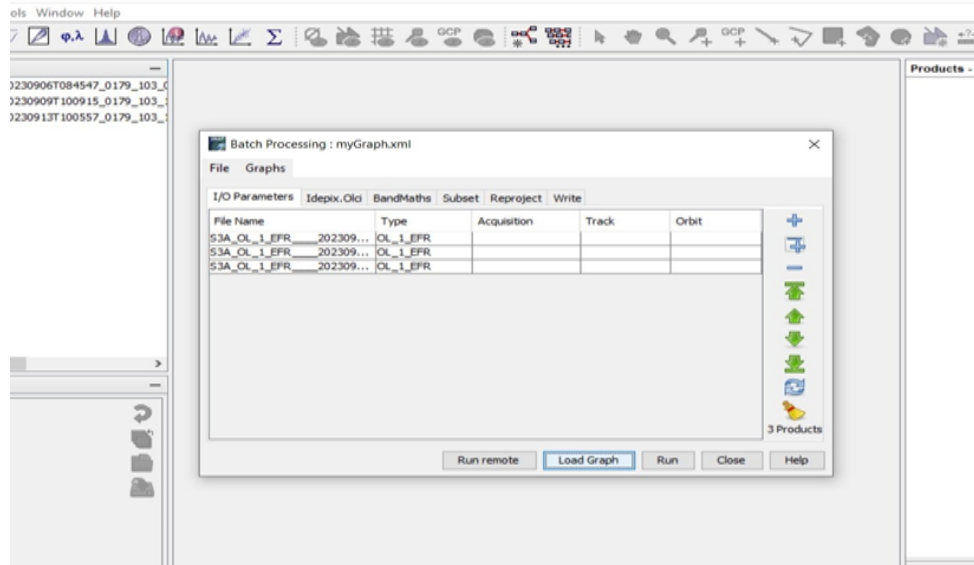 ols Window Help
φ,λ Σ GCP GCP
0230906T084547_0179_103_0
0230909T100915_0179_103_
0230913T100557_0179_103_
Products -
Batch Processing : myGraph.xml
File Graphs
I/O Parameters Idepix.Olci BandMaths Subset Reproject Write
File Name Type Acquisition Track Orbit
S3A_OL_1_EFR____202309... OL_1_EFR
S3A_OL_1_EFR____202309... OL_1_EFR
S3A_OL_1_EFR____202309... OL_1_EFR
3 Products
Run remote Load Graph Run Close Help